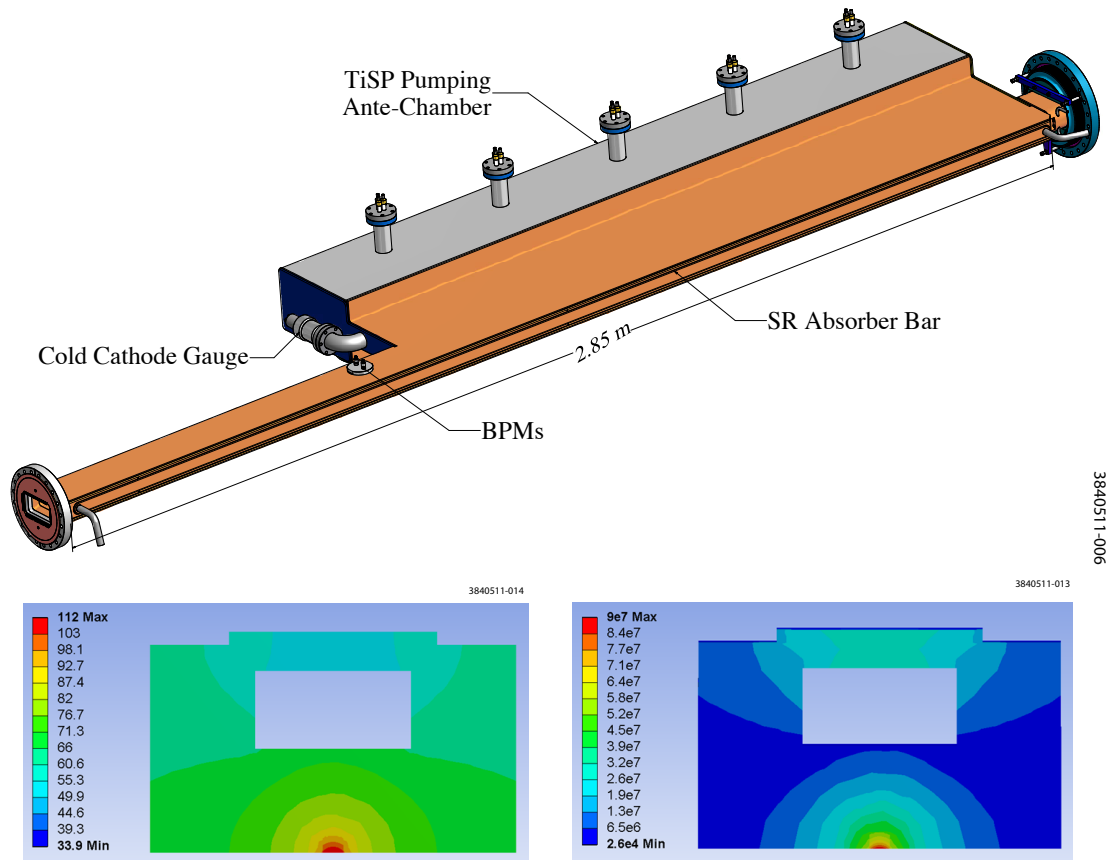 TiSP Pumping
Ante-Chamber
Cold Cathode Gauge
BPMs
2.85 m
SR Absorber Bar
3840511-006
3840511-014
112 Max
103
98.1
92.7
87.4
82
76.7
71.3
66
60.6
55.3
49.9
44.6
39.3
33.9 Min
3840511-013
9e7 Max
8.4e7
7.7e7
7.1e7
6.4e7
5.8e7
5.2e7
4.5e7
3.9e7
3.2e7
2.6e7
1.9e7
1.3e7
6.5e6
2.6e4 Min